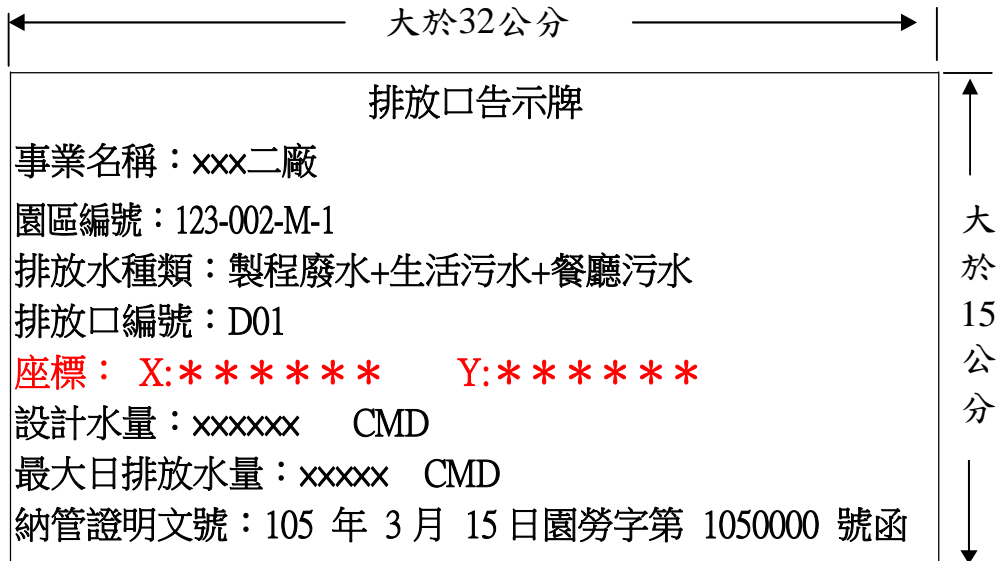 大於32公分
排放口告示牌
事業名稱：xxx二廠
園區編號：123-002-M-1
排放水種類：製程廢水+生活污水+餐廳污水
排放口編號：D01
座標： X:＊＊＊＊＊＊ Y:＊＊＊＊＊＊
設計水量：xxxxxx CMD
最大日排放水量：xxxxx CMD
納管證明文號：105 年 3 月 15 日園勞字第 1050000 號函
大於15公分